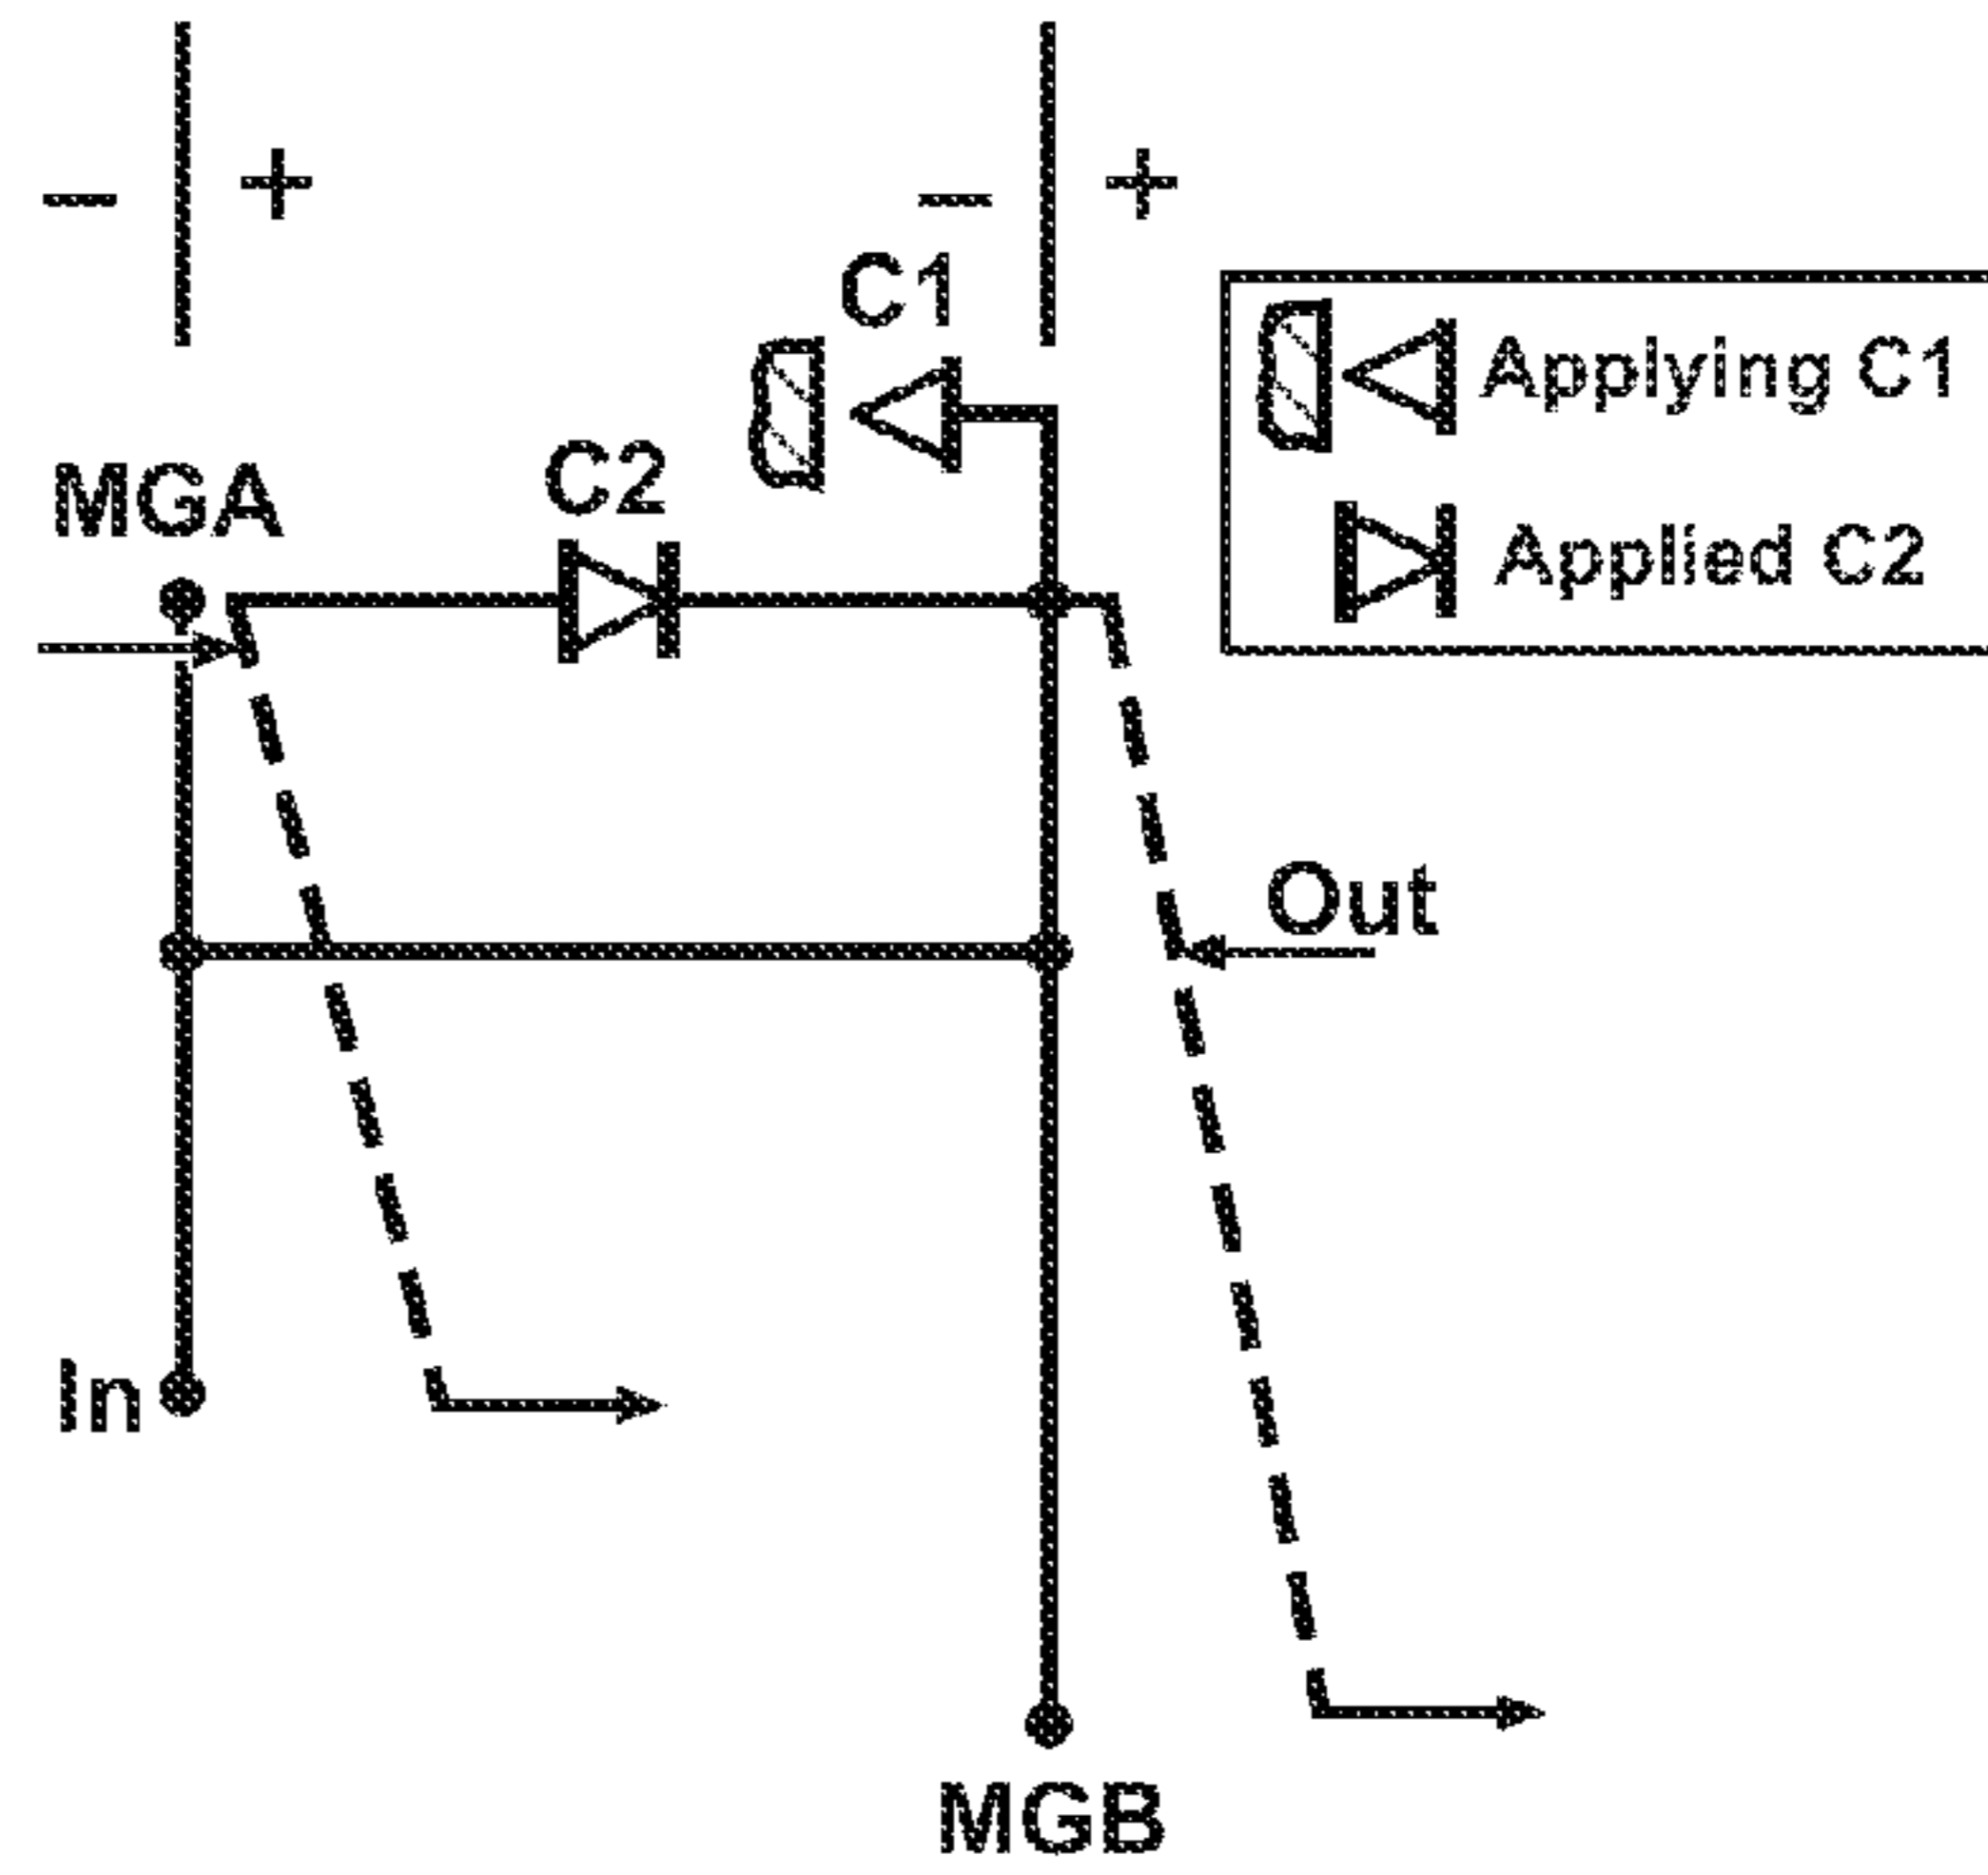 − + − +
C1
Applying C1
MGA
C2
Applied C2
Out
In
MGB